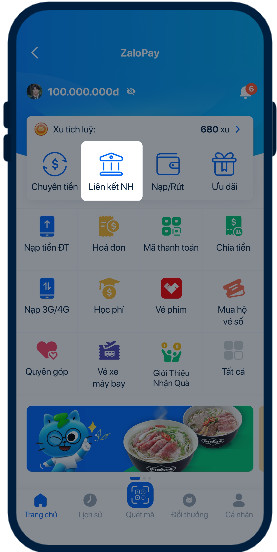 ZaloPay
100.000.000đ
6
Xu tích luỹ: 680 xu
Chuyển tiền Liên kết NH Nạp/Rút Ưu đãi
Nạp tiền ĐT Hoá đơn Mã thanh toán Chia tiền
Nạp 3G/4G Học phí Vé phim Mua hộ
vé số
Quyên góp Vé xe Giới Thiệu Tất cả
máy bay Nhận Quà
Trang chủ Lịch sử Quét mã Đổi thưởng Cá nhân